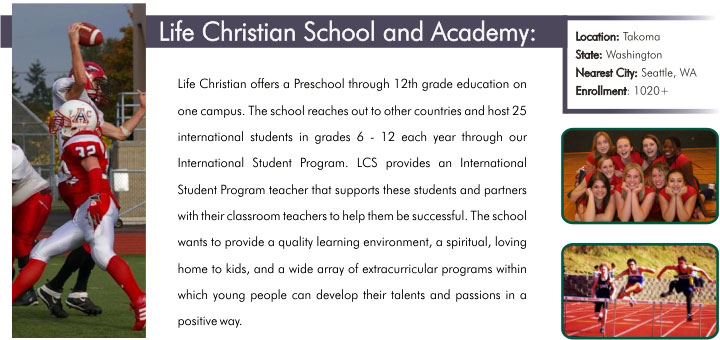 Life Christian School and Academy:
Location: Takoma
State: Washington
Nearest City: Seattle, WA
Enrollment: 1020+
Life Christian offers a Preschool through 12th grade education on
one campus. The school reaches out to other countries and host 25
international students in grades 6 - 12 each year through our
International Student Program. LCS provides an International
Student Program teacher that supports these students and partners
with their classroom teachers to help them be successful. The school
wants to provide a quality learning environment, a spiritual, loving
home to kids, and a wide array of extracurricular programs within
which young people can develop their talents and passions in a
positive way.
32